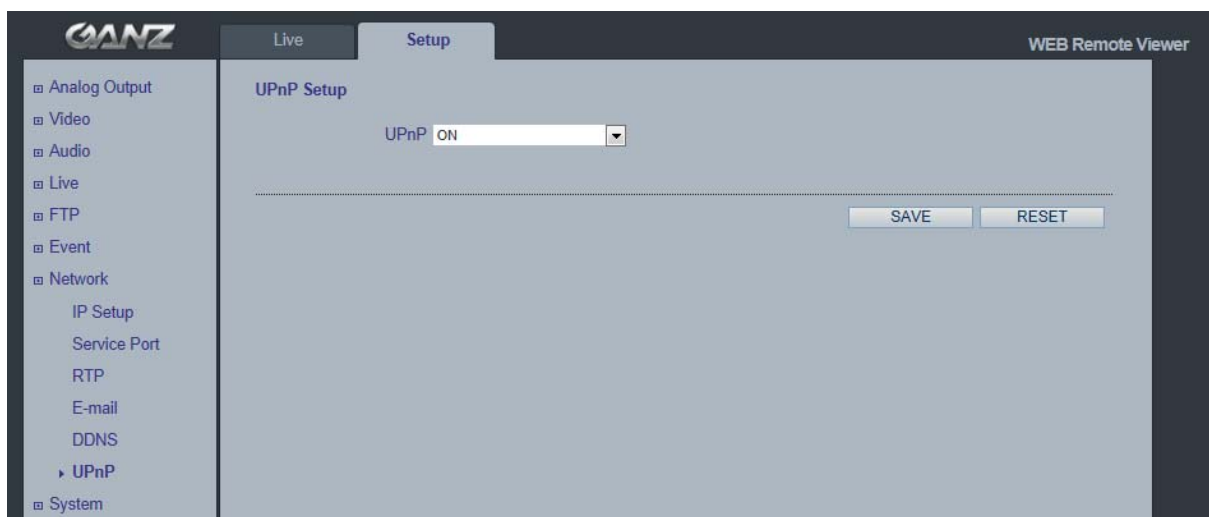 GANZ
Live
Setup
WEB Remote Viewer
Analog Output
Video
Audio
Live
FTP
Event
Network
IP Setup
Service Port
RTP
E-mail
DDNS
UPnP
System
UPnP Setup
UPnP ON
SAVE
RESET